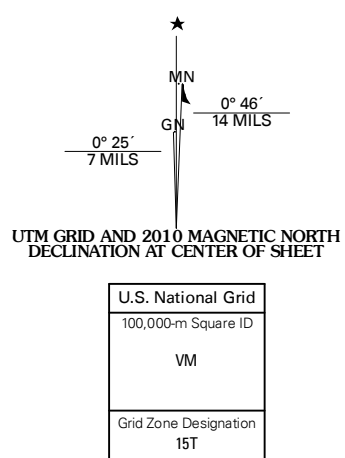 MN
0° 46´
14 MILS
GN
0° 25´
7 MILS
UTM GRID AND 2010 MAGNETIC NORTH
DECLINATION AT CENTER OF SHEET
U.S. National Grid
100,000-m Square ID
VM
Grid Zone Designation
15T